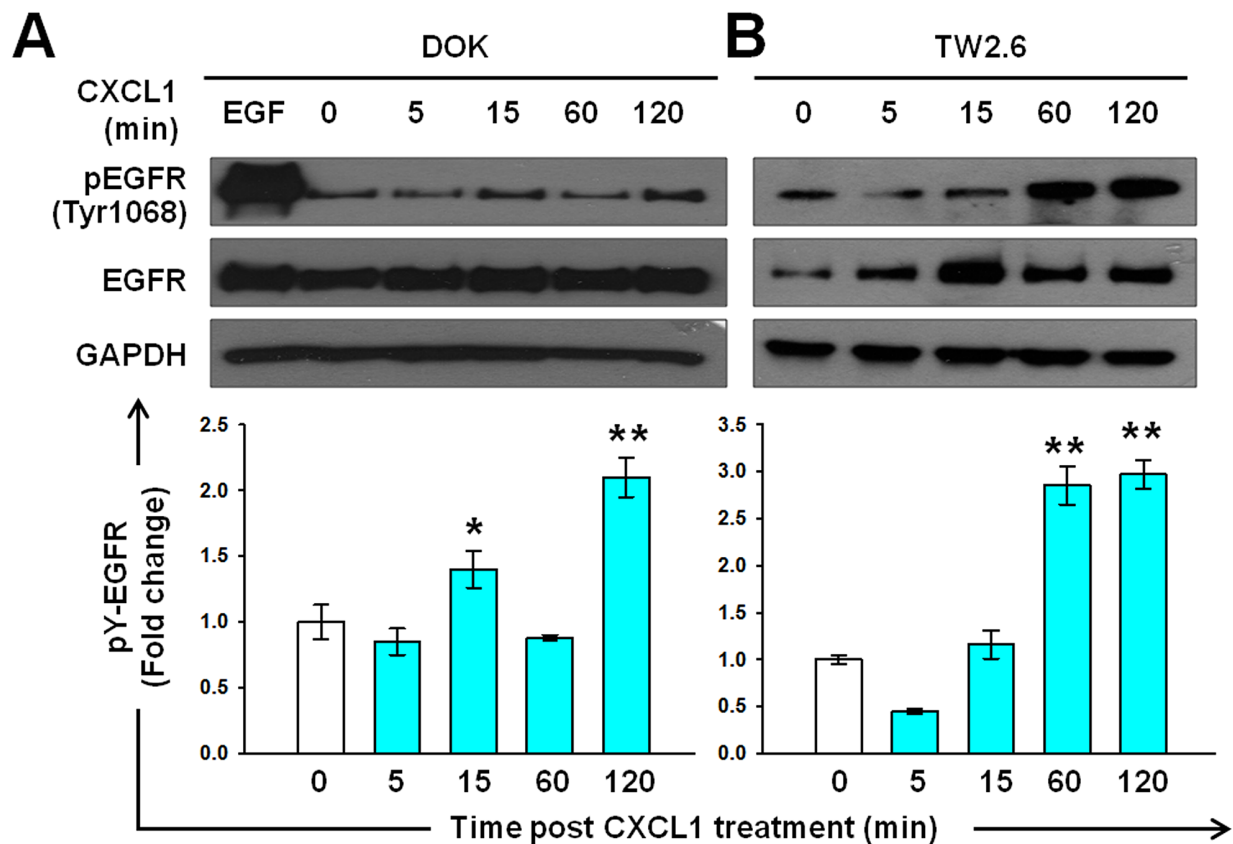 A
B
DOK
TW2.6
CXCL1
(min)
EGF 0 5 15 60 120
0 5 15 60 120
pEGFR
(Tyr1068)
EGFR
GAPDH
pY-EGFR
(Fold change)
2.5
2.0
1.5
1.0
0.5
0.0
*
**
0 5 15 60 120
3.5
3.0
2.5
2.0
1.5
1.0
0.5
0.0
**
**
0 5 15 60 120
Time post CXCL1 treatment (min)